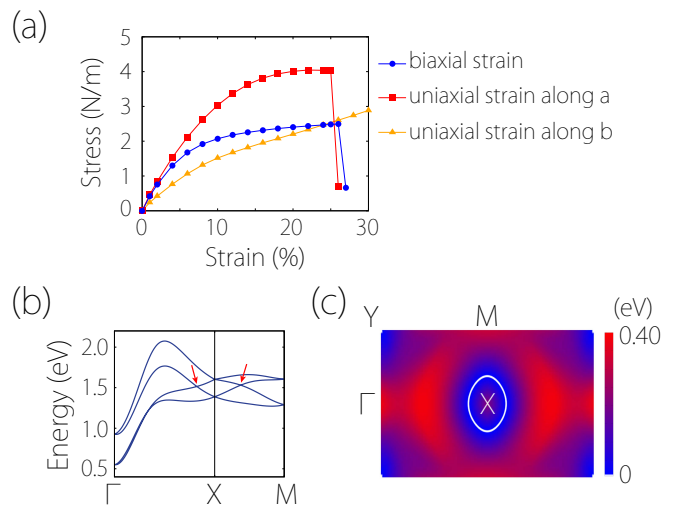 (a)
Stress (N/m)
5
4
3
2
1
0
0 10 20 30
Strain (%)
biaxial strain
uniaxial strain along a
uniaxial strain along b
(b)
Energy (eV)
2.0
1.5
1.0
0.5
Γ X M
(c)
Y M
Γ X
(eV)
0.40
0